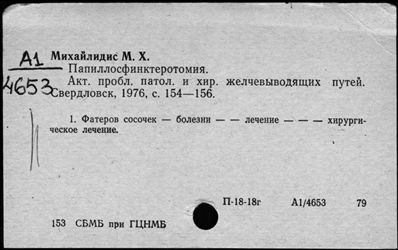 А1
4653
Михайлидис М. Х.
Папиллосфинктеротомия.
Акт. пробл. патол. и хир. желчевыводящих путей.
Свердловск, 1976, с. 154—156.
1. Фатеров сосочек — болезни — — лечение — — — хирурги-
ческое лечение.
П-18-18г А1/4653 79
153 СБМБ при ГЦНМБ